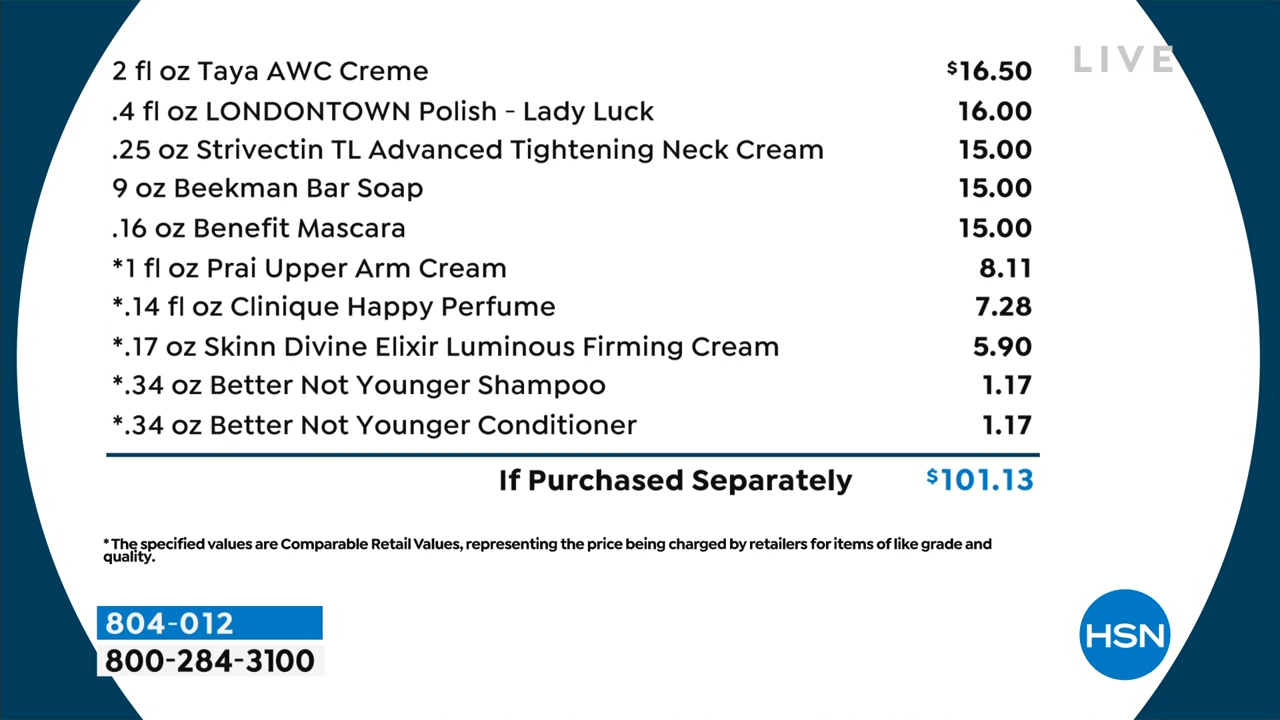 LIVE
2 fl oz Taya AWC Creme $16.50
.4 fl oz LONDONTOWN Polish - Lady Luck 16.00
.25 oz Strivectin TL Advanced Tightening Neck Cream 15.00
9 oz Beekman Bar Soap 15.00
.16 oz Benefit Mascara 15.00
*1 fl oz Prai Upper Arm Cream 8.11
*.14 fl oz Clinique Happy Perfume 7.28
*.17 oz Skinn Divine Elixir Luminous Firming Cream 5.90
*.34 oz Better Not Younger Shampoo 1.17
*.34 oz Better Not Younger Conditioner 1.17
If Purchased Separately $101.13
*The specified values are Comparable Retail Values, representing the price being charged by retailers for items of like grade and
quality.
804-012
800-284-3100
HSN